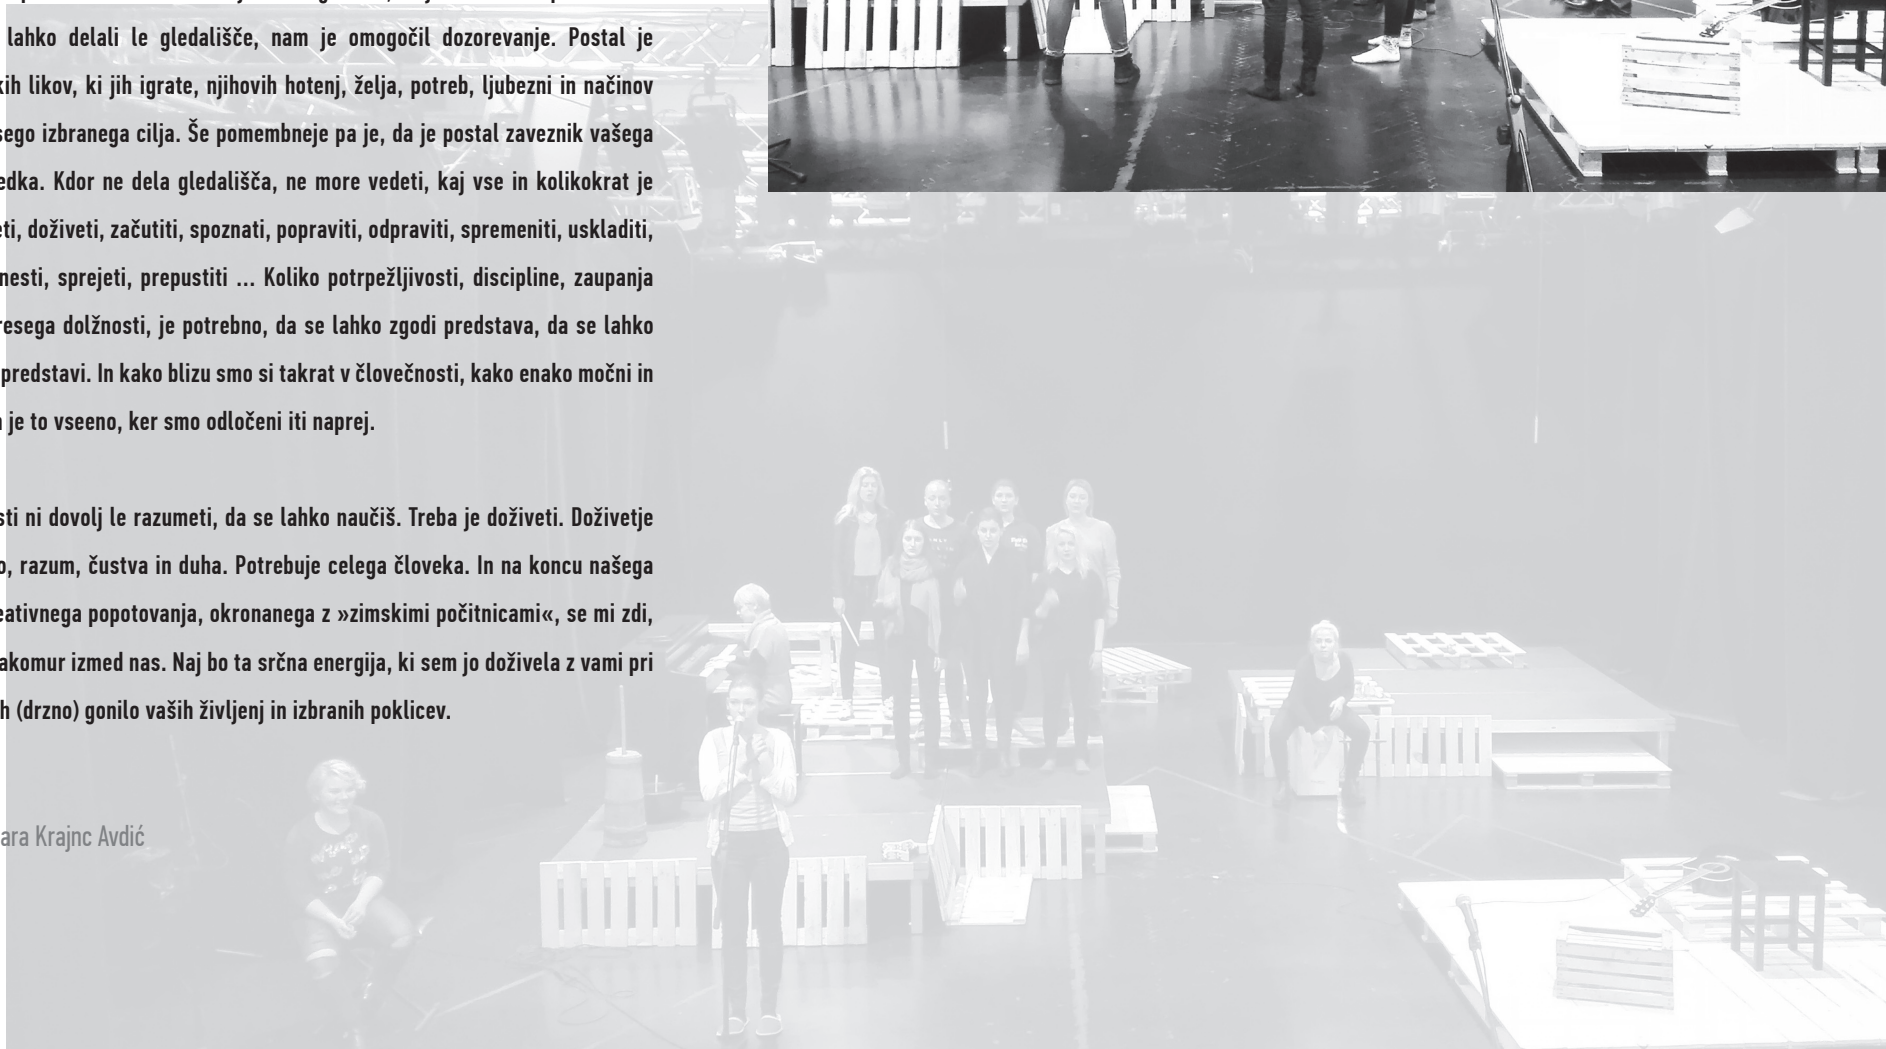 lahko delali le gledališče, nam je omogočil dozorevanje. Postal je
kih likov, ki jih igrate, njihovih hotenj, želja, potreb, ljubezni in načinov
sego izbranega cilja. Še pomembneje pa je, da je postal zaveznik vašega
edka. Kdor ne dela gledališča, ne more vedeti, kaj vse in kolikokrat je
eti, doživeti, začutiti, spoznati, popraviti, odpraviti, spremeniti, uskladiti,
nesti, sprejeti, prepustiti ... Koliko potrpežljivosti, discipline, zaupanja
resega dolžnosti, je potrebno, da se lahko zgodi predstava, da se lahko
predstavi. In kako blizu smo si takrat v človečnosti, kako enako močni in
je to vseeno, ker smo odločeni iti naprej.
sti ni dovolj le razumeti, da se lahko naučiš. Treba je doživeti. Doživetje
o, razum, čustva in duha. Potrebuje celega človeka. In na koncu našega
eativnega popotovanja, okronanega z »zimskimi počitnicami«, se mi zdi,
akomur izmed nas. Naj bo ta srčna energija, ki sem jo doživela z vami pri
h (drzno) gonilo vaših življenj in izbranih poklicev.
ara Krajnc Avdić